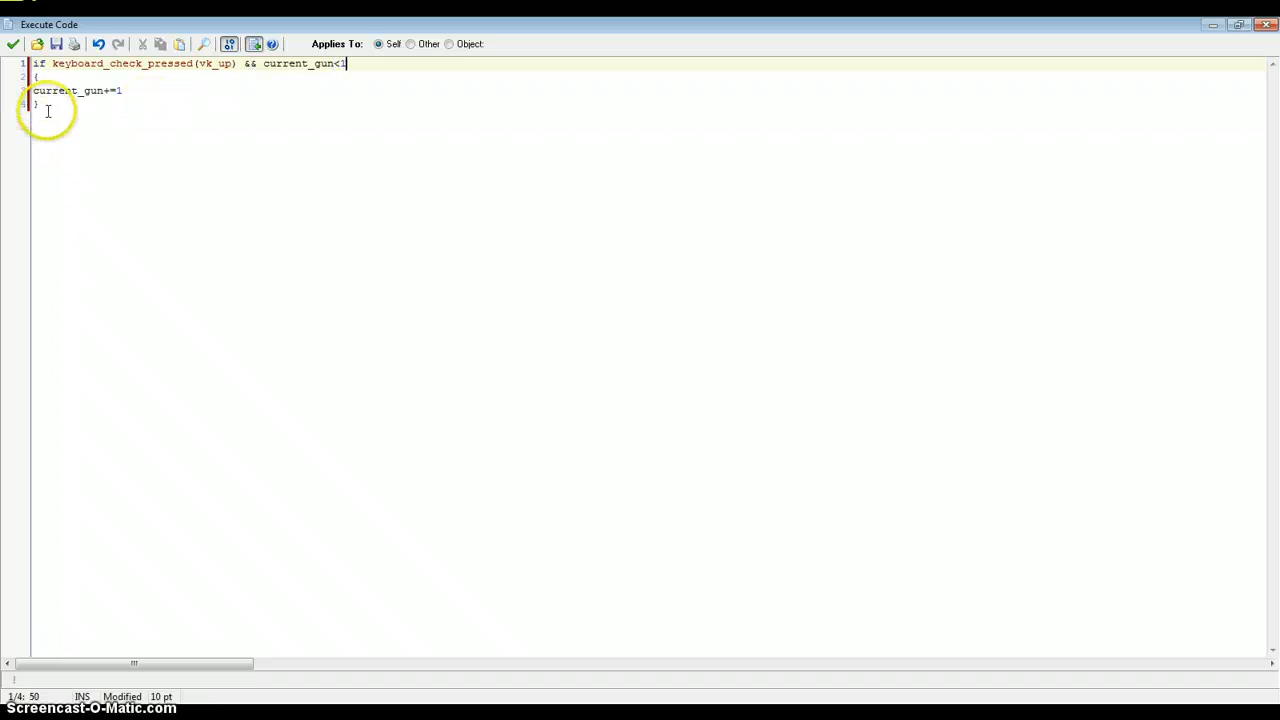 Execute Code
Applies To: Self Other Object:
1 if keyboard_check_pressed(vk_up) && current_gun<1
2 {
3 current_gun+=1
4 }
1/4: 50 INS Modified 10 pt
Screencast-O-Matic.com